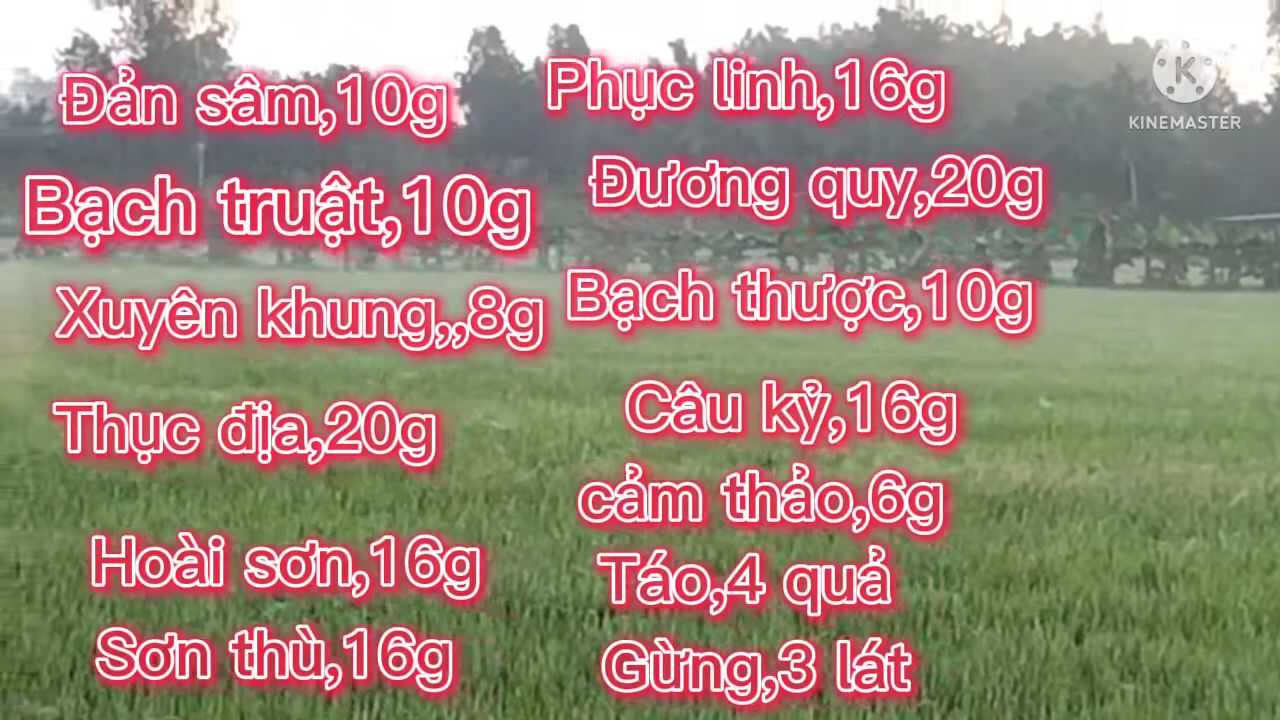 Đản sâm,10g
Bạch truật,10g
Xuyên khung,,8g
Thục địa,20g
Hoài sơn,16g
Sơn thù,16g
Phục linh,16g
Đương quy,20g
Bạch thược,10g
Câu kỷ,16g
cảm thảo,6g
Táo,4 quả
Gừng,3 lát
K
KINEMASTER